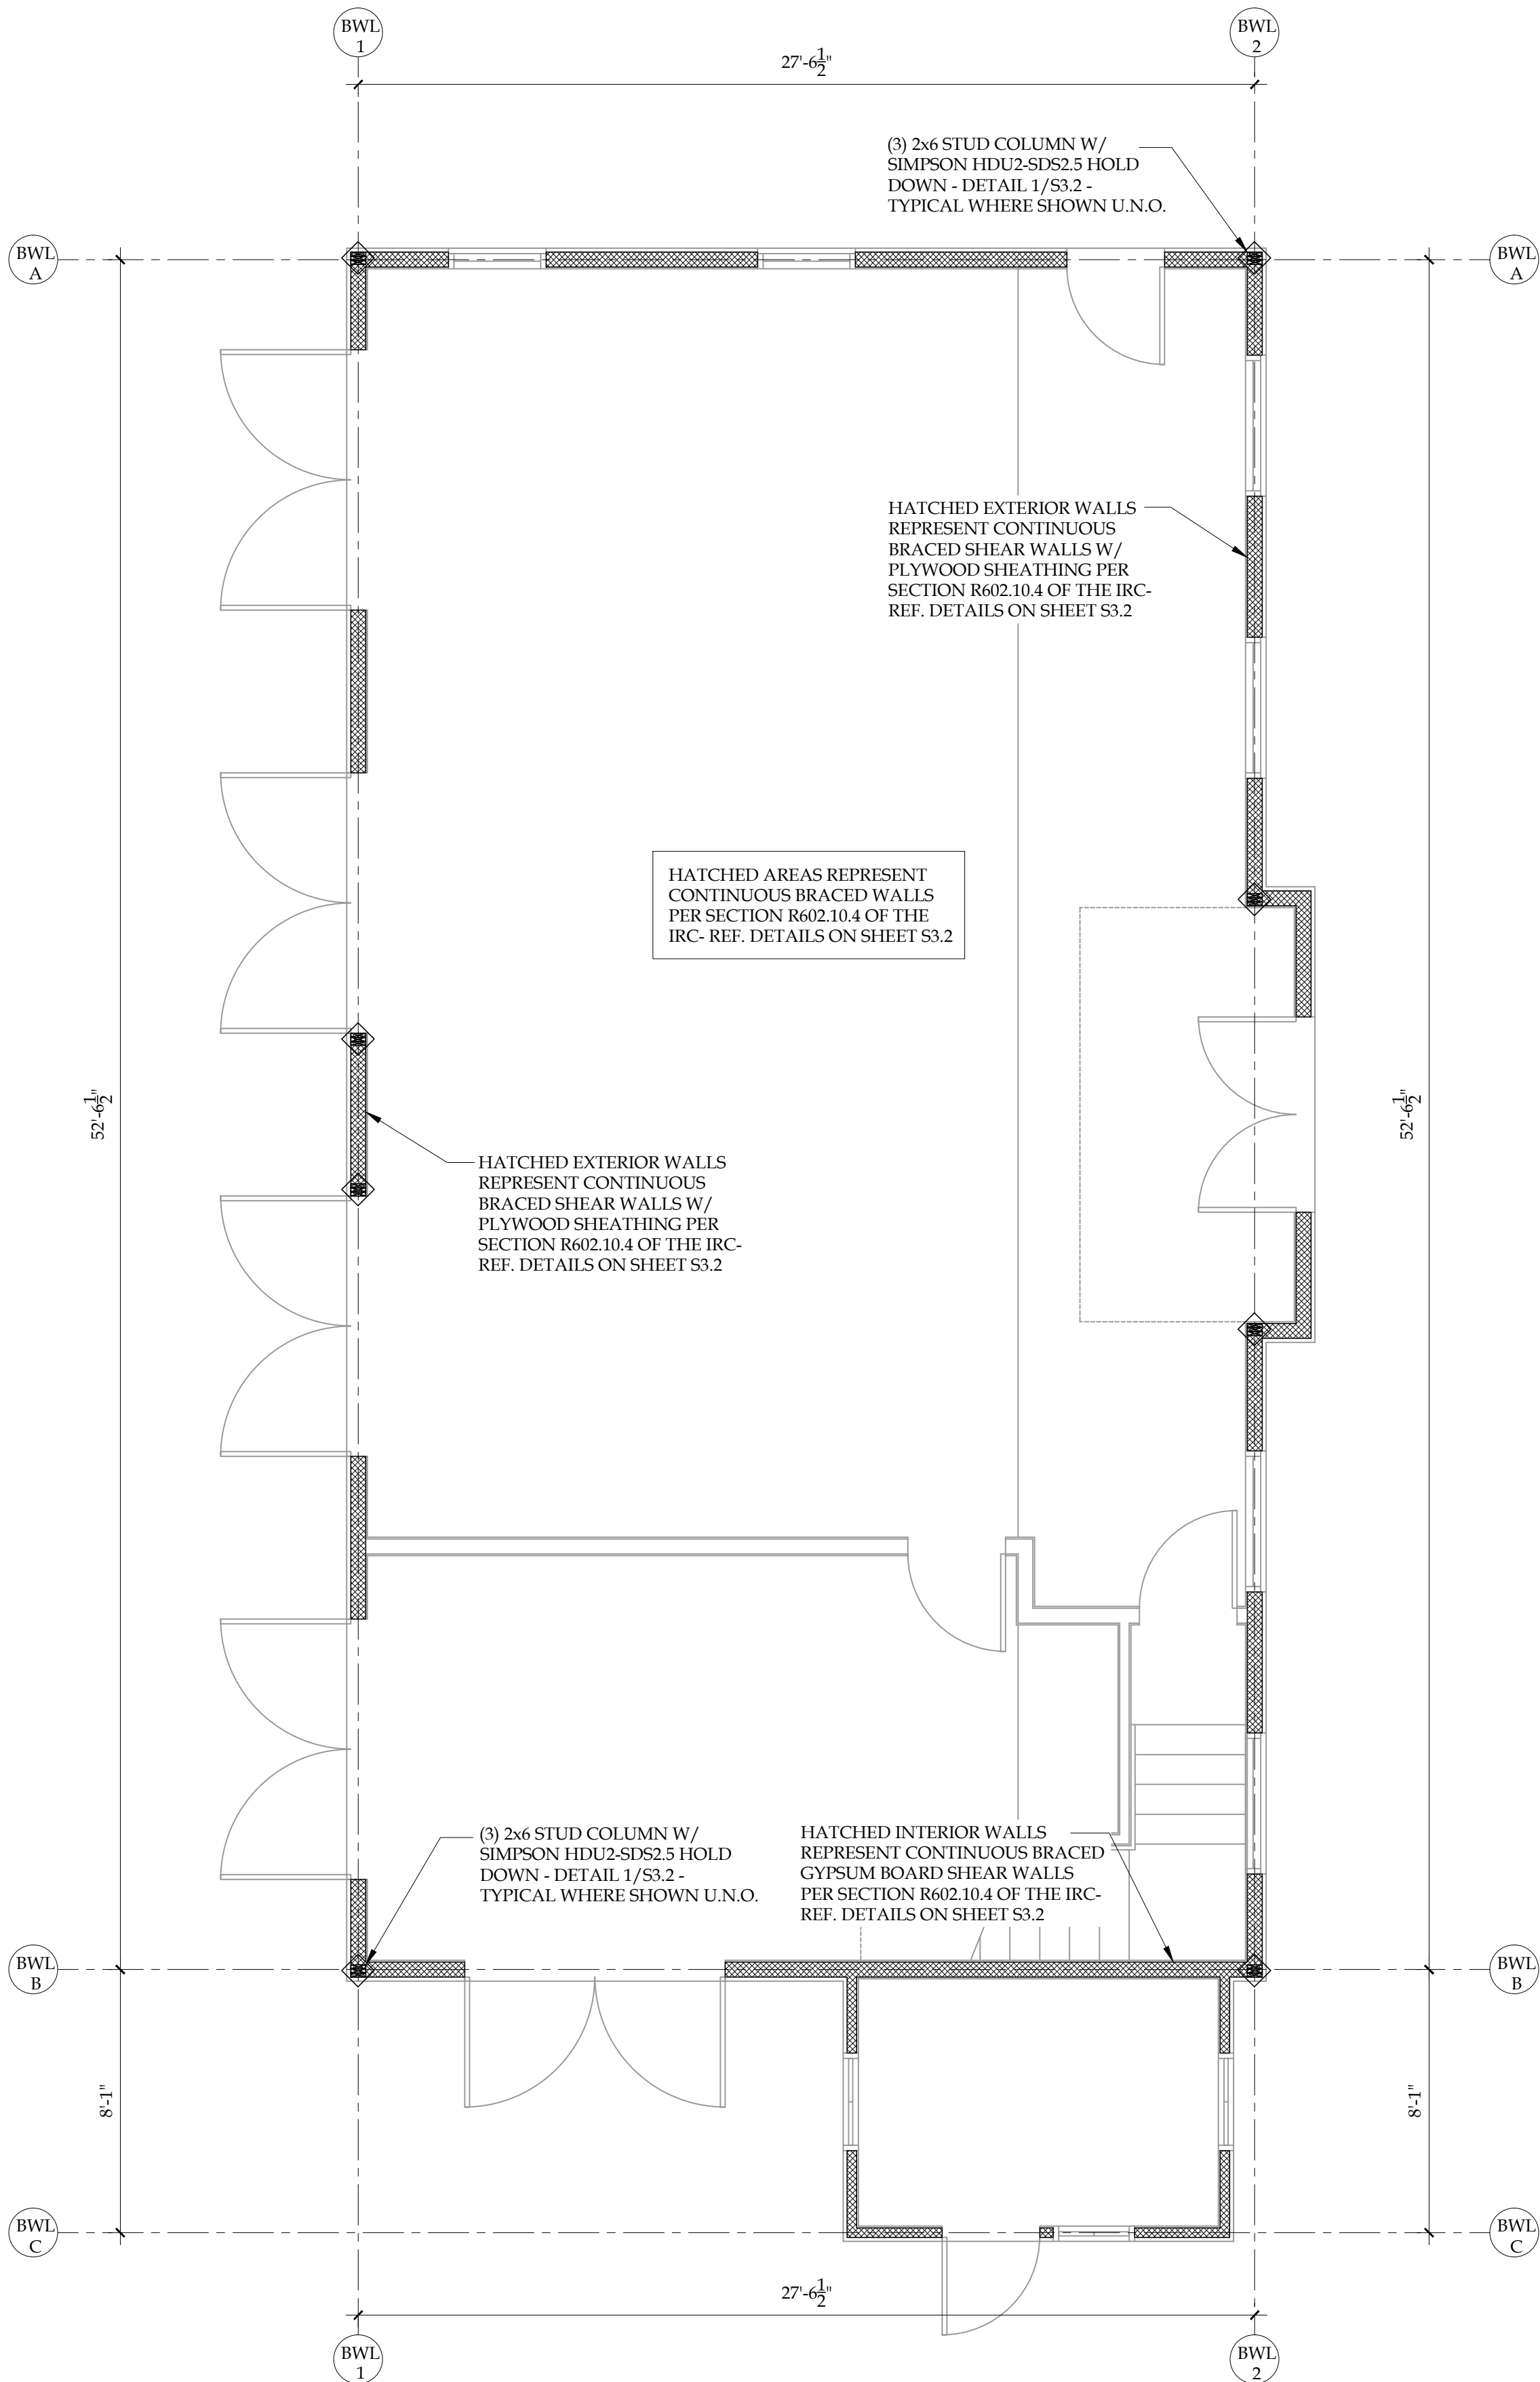 BWL
1
BWL
2
27'-6 1/2"
(3) 2x6 STUD COLUMN W/
SIMPSON HDU2-SDS2.5 HOLD
DOWN - DETAIL 1/S3.2 -
TYPICAL WHERE SHOWN U.N.O.
BWL
A
BWL
A
HATCHED EXTERIOR WALLS
REPRESENT CONTINUOUS
BRACED SHEAR WALLS W/
PLYWOOD SHEATHING PER
SECTION R602.10.4 OF THE IRC-
REF. DETAILS ON SHEET S3.2
HATCHED AREAS REPRESENT
CONTINUOUS BRACED WALLS
PER SECTION R602.10.4 OF THE
IRC- REF. DETAILS ON SHEET S3.2
52'-6 1/2"
52'-6 1/2"
HATCHED EXTERIOR WALLS
REPRESENT CONTINUOUS
BRACED SHEAR WALLS W/
PLYWOOD SHEATHING PER
SECTION R602.10.4 OF THE IRC-
REF. DETAILS ON SHEET S3.2
(3) 2x6 STUD COLUMN W/
SIMPSON HDU2-SDS2.5 HOLD
DOWN - DETAIL 1/S3.2 -
TYPICAL WHERE SHOWN U.N.O.
HATCHED INTERIOR WALLS
REPRESENT CONTINUOUS BRACED
GYPSUM BOARD SHEAR WALLS
PER SECTION R602.10.4 OF THE IRC-
REF. DETAILS ON SHEET S3.2
BWL
B
BWL
B
8'-1"
8'-1"
BWL
C
BWL
C
27'-6 1/2"
BWL
1
BWL
2